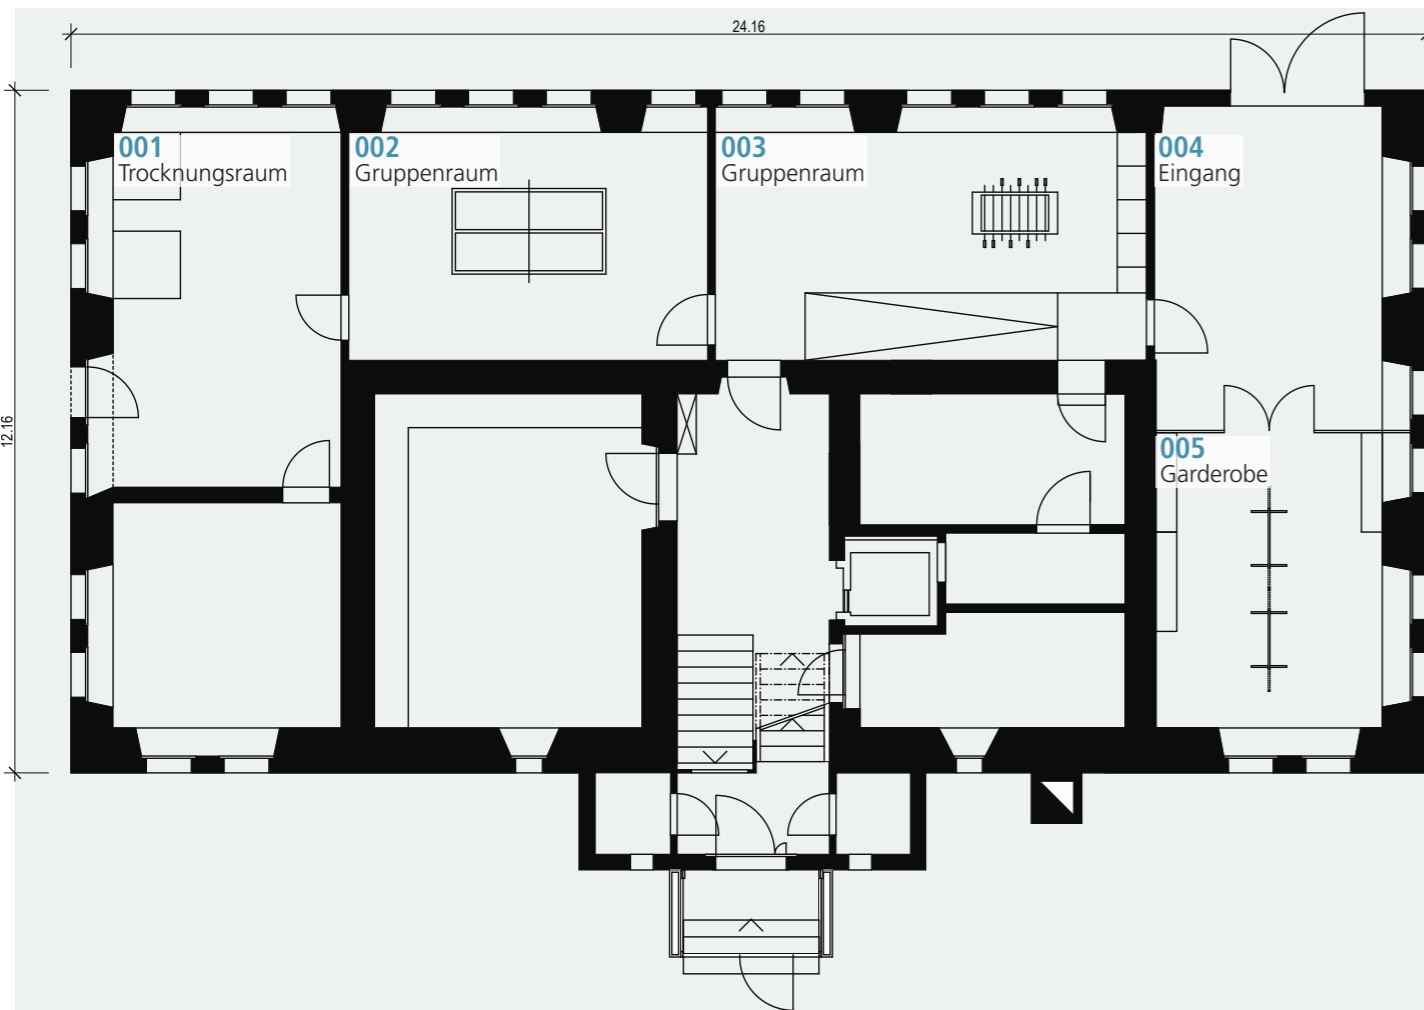 24.16
12.16
001
Trocknungsraum
002
Gruppenraum
003
Gruppenraum
004
Eingang
005
Garderobe